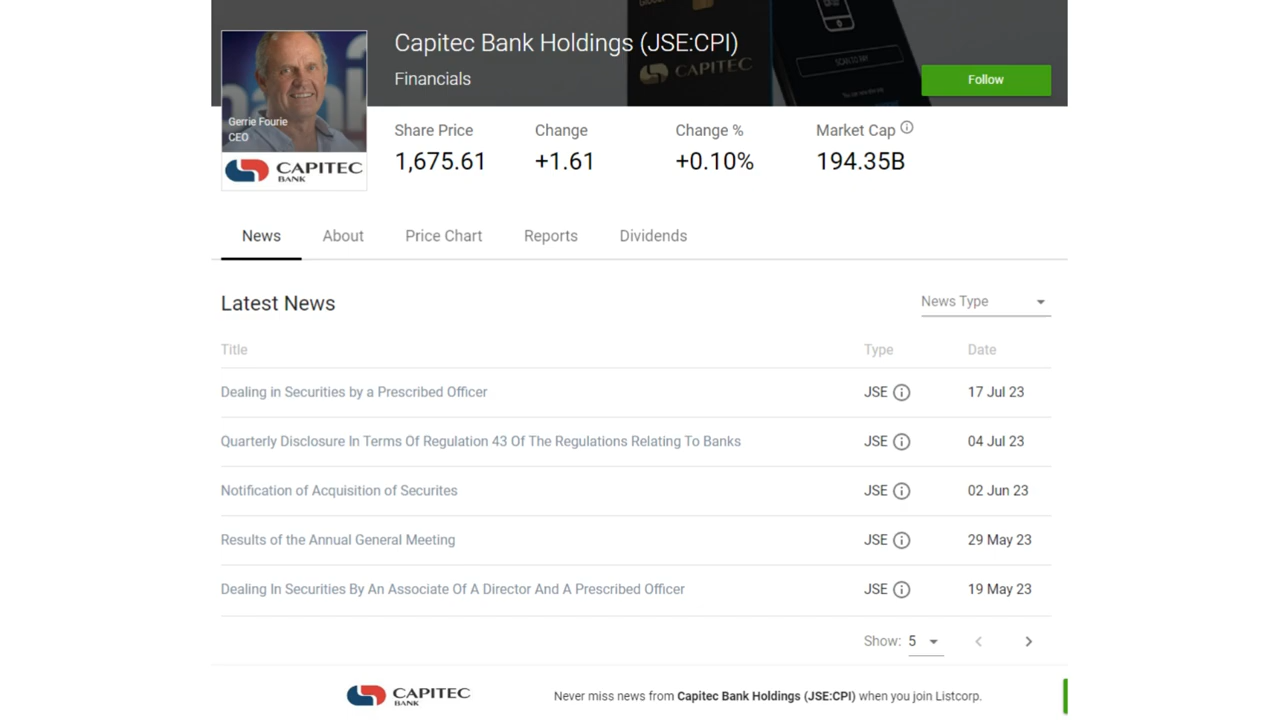 Capitec Bank Holdings (JSE:CPI)
Financials
CAPITEC
Follow
Gerrie Fourie
CEO
CAPITEC
BANK
Share Price Change Change % Market Cap
1,675.61 +1.61 +0.10% 194.35B
News About Price Chart Reports Dividends
Latest News
News Type
Title Type Date
Dealing in Securities by a Prescribed Officer JSE 17 Jul 23
Quarterly Disclosure In Terms Of Regulation 43 Of The Regulations Relating To Banks JSE 04 Jul 23
Notification of Acquisition of Securites JSE 02 Jun 23
Results of the Annual General Meeting JSE 29 May 23
Dealing In Securities By An Associate Of A Director And A Prescribed Officer JSE 19 May 23
Show: 5
CAPITEC
BANK
Never miss news from Capitec Bank Holdings (JSE:CPI) when you join Listcorp.